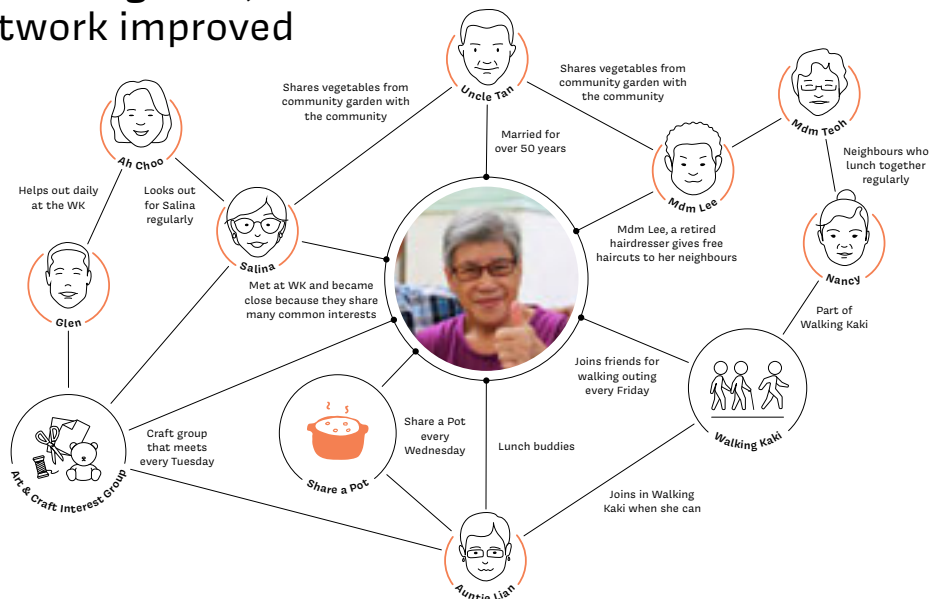 twork improved
Uncle Tan
Shares vegetables from
community garden with
the community
Shares vegetables from
community garden with
the community
Mdm Teoh
Ah Choo
Married for
over 50 years
Neighbours who
lunch together
regularly
Helps out daily
at the WK
Looks out
for Salina
regularly
Mdm Lee
Salina
Mdm Lee, a retired
hairdresser gives free
haircuts to her neighbours
Nancy
Glen
Met at WK and became
close because they share
many common interests
Part of
Walking Kaki
Joins friends for
walking outing
every Friday
Walking Kaki
Craft group
that meets
every Tuesday
Share a Pot
every
Wednesday
Lunch buddies
Art & Craft Interest Group
Share a Pot
Joins in Walking
Kaki when she can
Auntie Lian